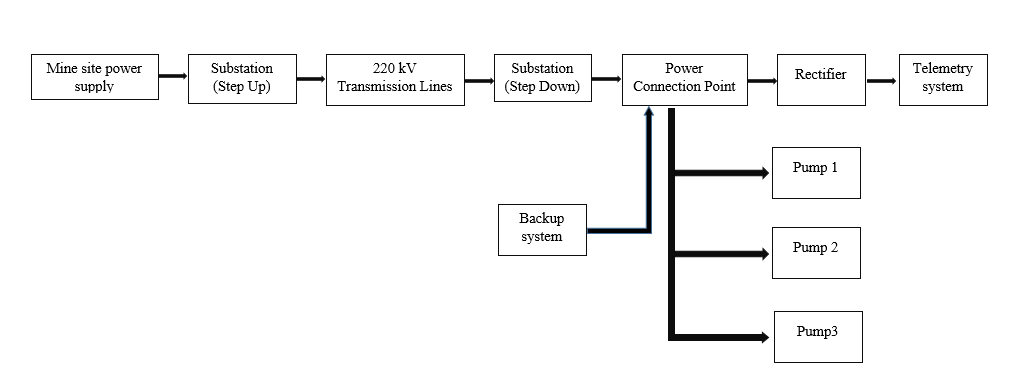 Mine site power
supply
Substation
(Step Up)
220 kV
Transmission Lines
Substation
(Step Down)
Power
Connection Point
Rectifier
Telemetry
system
Pump 1
Backup
system
Pump 2
Pump3